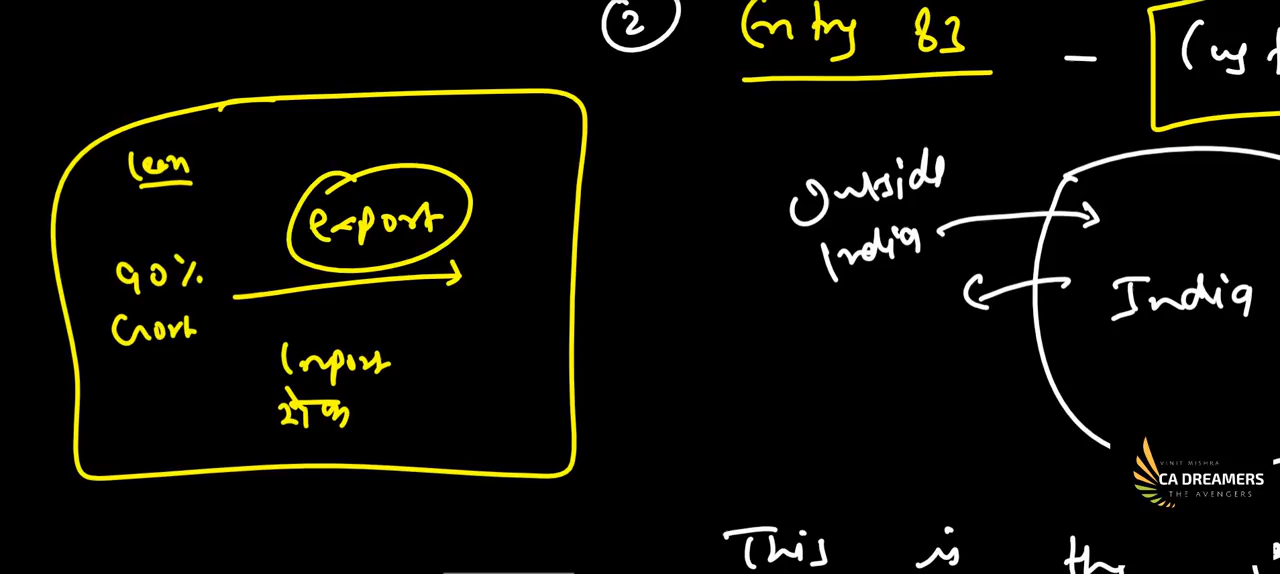 2 Entry 83 -
90%
Govt
export
Import
Outside
India
India
VINIT MISHRA
CA DREAMERS
THE AVENGERS
This is the